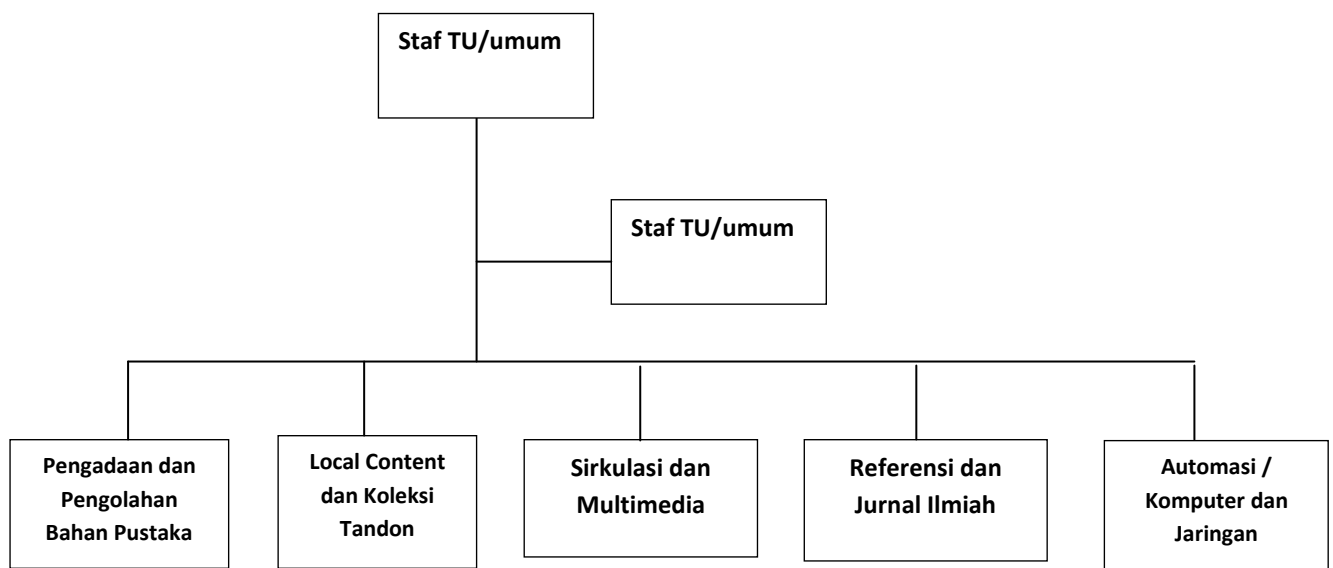 Staf TU/umum
Staf TU/umum
Pengadaan dan
Pengolahan
Bahan Pustaka
Local Content
dan Koleksi
Tandon
Sirkulasi dan
Multimedia
Referensi dan
Jurnal Ilmiah
Automasi /
Komputer dan
Jaringan